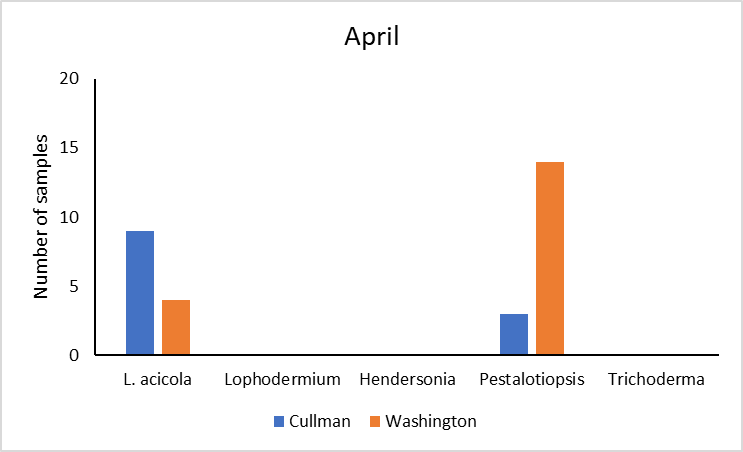 April
Number of samples
20
15
10
5
0
L. acicola Lophodermium Hendersonia Pestalotiopsis Trichoderma
Cullman Washington